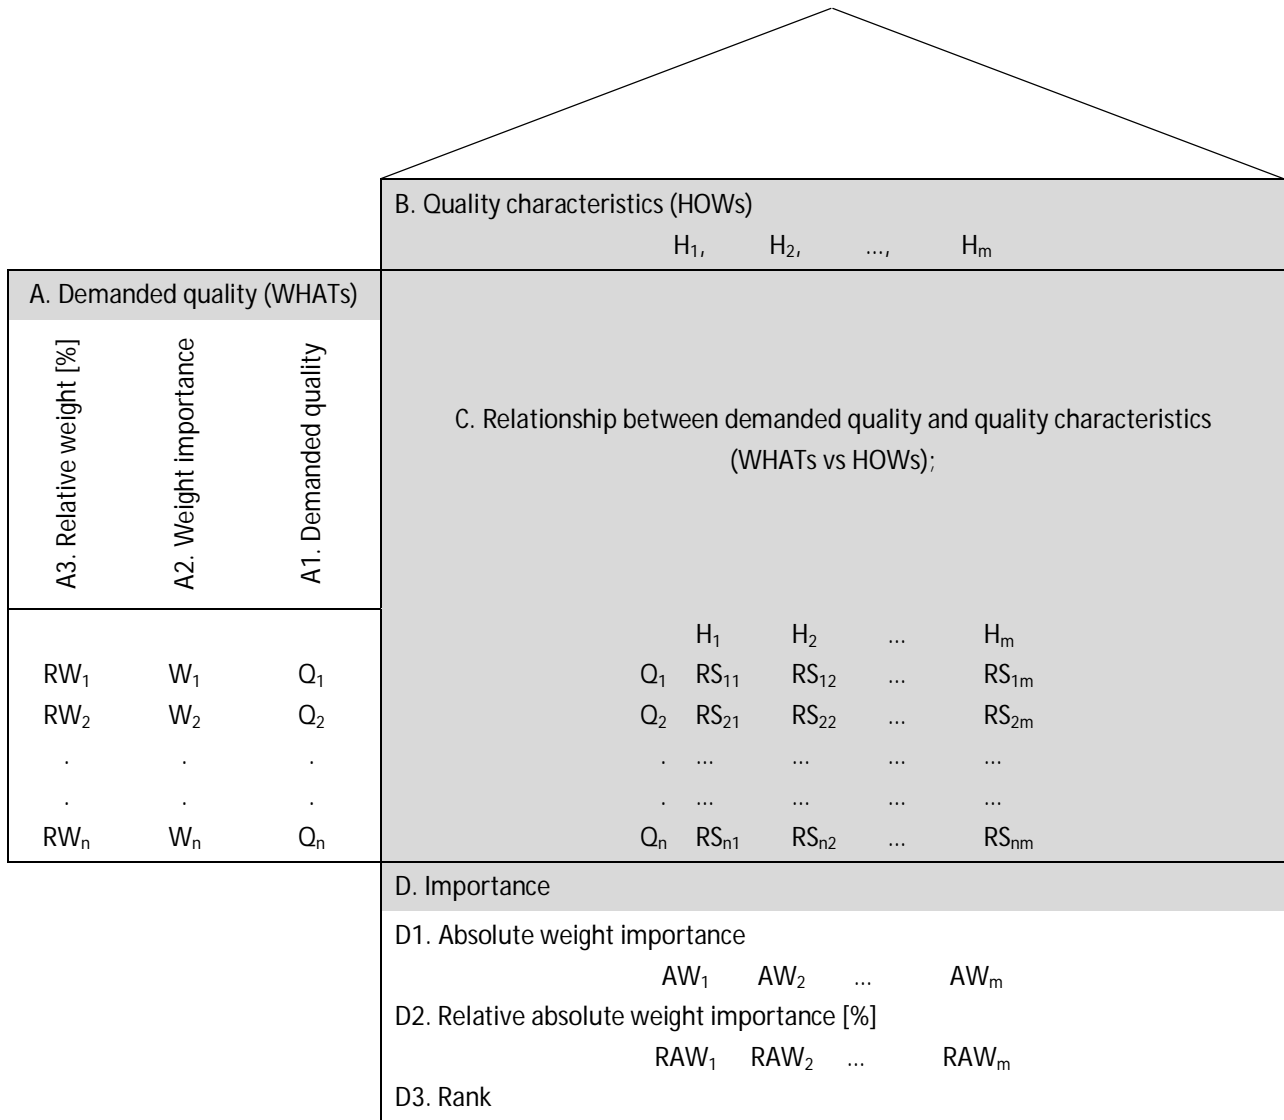 B. Quality characteristics (HOWs)
H₁, H₂, ..., Hₘ
A. Demanded quality (WHATs)
A3. Relative weight [%]
A2. Weight importance
A1. Demanded quality
C. Relationship between demanded quality and quality characteristics
(WHATs vs HOWs);
H₁ H₂ ... Hₘ
RW₁ W₁ Q₁ Q₁ RS₁₁ RS₁₂ ... RS₁ₘ
RW₂ W₂ Q₂ Q₂ RS₂₁ RS₂₂ ... RS₂ₘ
. . . . ... ... ... ...
. . . . ... ... ... ...
RWₙ Wₙ Qₙ Qₙ RSₙ₁ RSₙ₂ ... RSₙₘ
D. Importance
D1. Absolute weight importance
AW₁ AW₂ ... AWₘ
D2. Relative absolute weight importance [%]
RAW₁ RAW₂ ... RAWₘ
D3. Rank